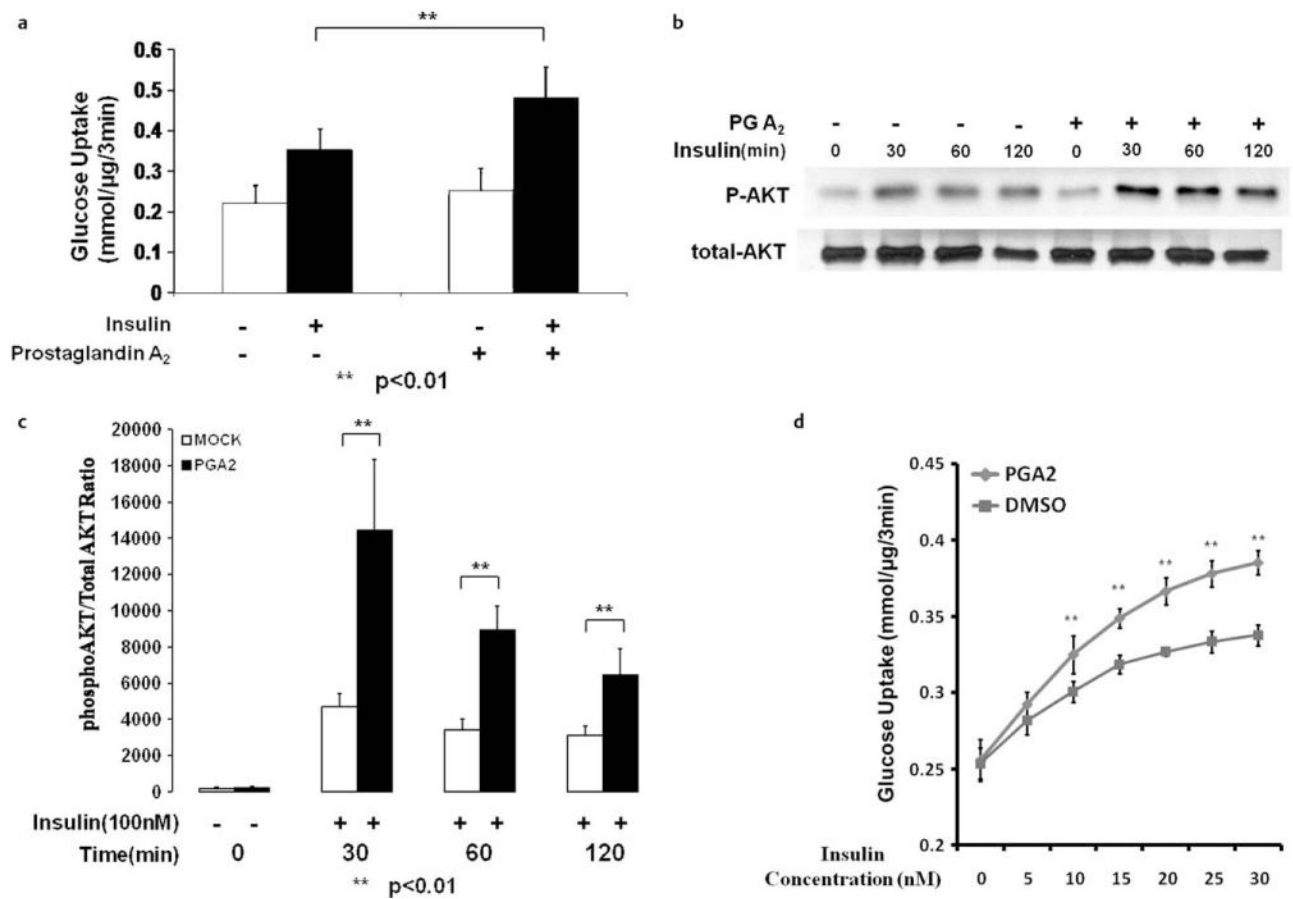 a
**
0.6
0.5
0.4
0.3
0.2
0.1
0
Glucose Uptake
(mmol/μg/3min)
Insulin - + - +
Prostaglandin A₂ - - + +
** p<0.01
b
PG A₂ - - - - + + + +
Insulin(min) 0 30 60 120 0 30 60 120
P-AKT
total-AKT
c
20000
18000
16000
14000
12000
10000
8000
6000
4000
2000
0
phosphoAKT/Total AKT Ratio
MOCK
PGA2
**
**
**
Insulin(100nM) - - + + + + + +
Time(min) 0 30 60 120
** p<0.01
d
0.45
0.4
0.35
0.3
0.25
0.2
Glucose Uptake (mmol/μg/3min)
PGA2
DMSO
** ** ** ** **
Insulin
Concentration (nM) 0 5 10 15 20 25 30